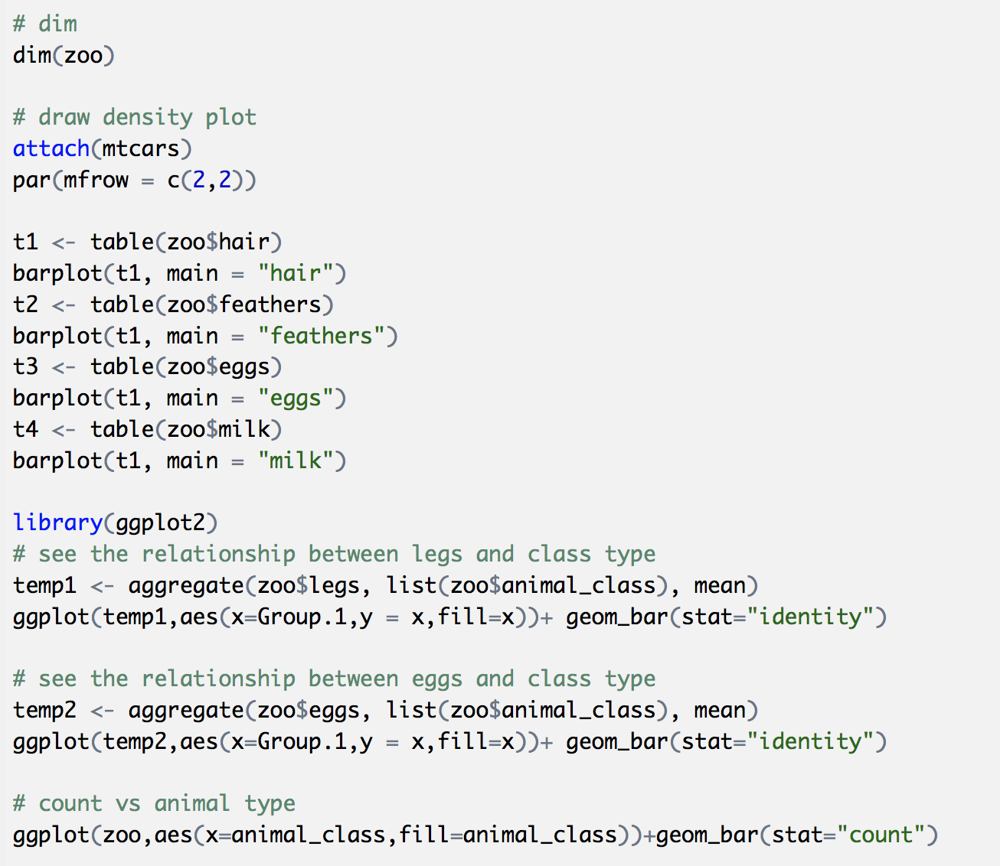 # dim
dim(zoo)
# draw density plot
attach(mtcars)
par(mfrow = c(2,2))
t1 <- table(zoo$hair)
barplot(t1, main = "hair")
t2 <- table(zoo$feathers)
barplot(t1, main = "feathers")
t3 <- table(zoo$eggs)
barplot(t1, main = "eggs")
t4 <- table(zoo$milk)
barplot(t1, main = "milk")
library(ggplot2)
# see the relationship between legs and class type
temp1 <- aggregate(zoo$legs, list(zoo$animal_class), mean)
ggplot(temp1,aes(x=Group.1,y = x,fill=x))+ geom_bar(stat="identity")
# see the relationship between eggs and class type
temp2 <- aggregate(zoo$eggs, list(zoo$animal_class), mean)
ggplot(temp2,aes(x=Group.1,y = x,fill=x))+ geom_bar(stat="identity")
# count vs animal type
ggplot(zoo,aes(x=animal_class,fill=animal_class))+geom_bar(stat="count")